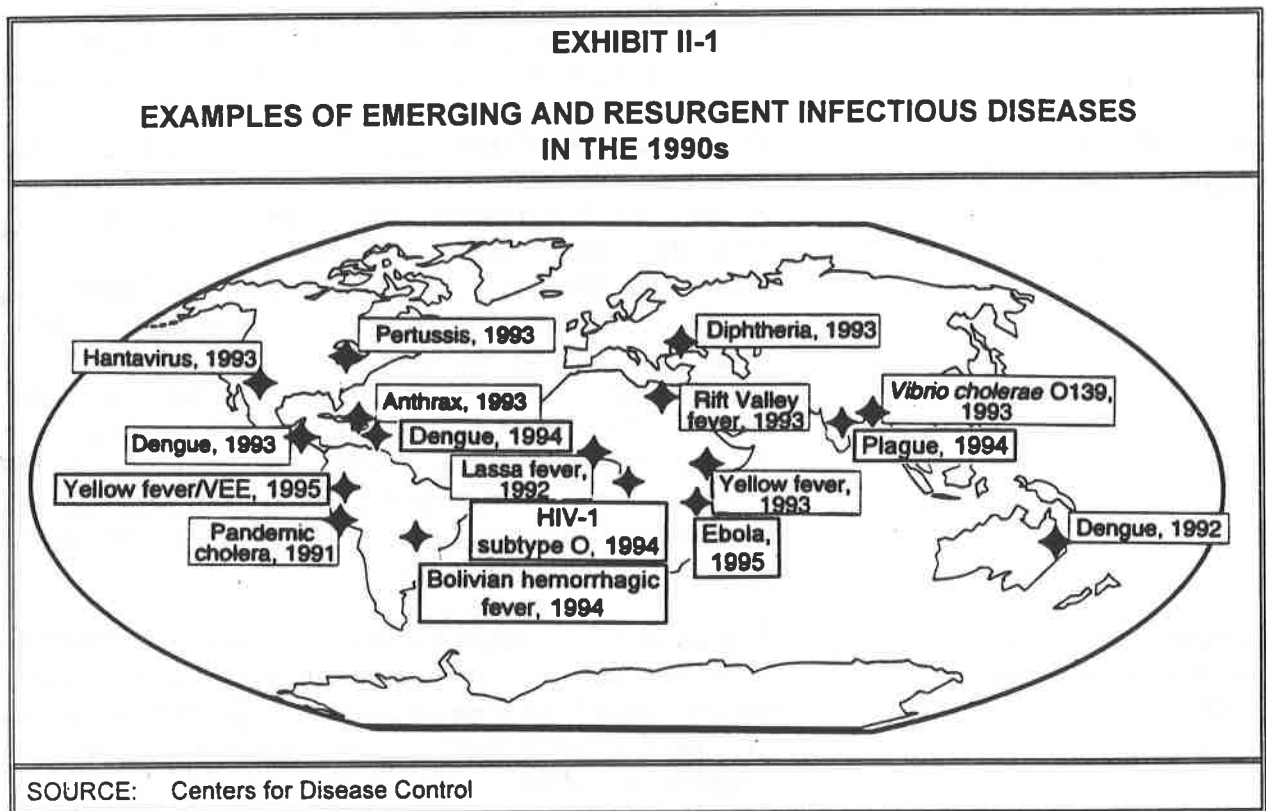 EXHIBIT II-1
EXAMPLES OF EMERGING AND RESURGENT INFECTIOUS DISEASES
IN THE 1990s
Pertussis, 1993
Diphtheria, 1993
Hantavirus, 1993
Anthrax, 1993
Rift Valley
fever, 1993
Vibrio cholerae O139,
1993
Dengue, 1993
Dengue, 1994
Plague, 1994
Lassa fever,
1992
Yellow fever/VEE, 1995
Yellow fever,
1993
HIV-1
subtype O, 1994
Pandemic
cholera, 1991
Ebola,
1995
Dengue, 1992
Bolivian hemorrhagic
fever, 1994
SOURCE: Centers for Disease Control